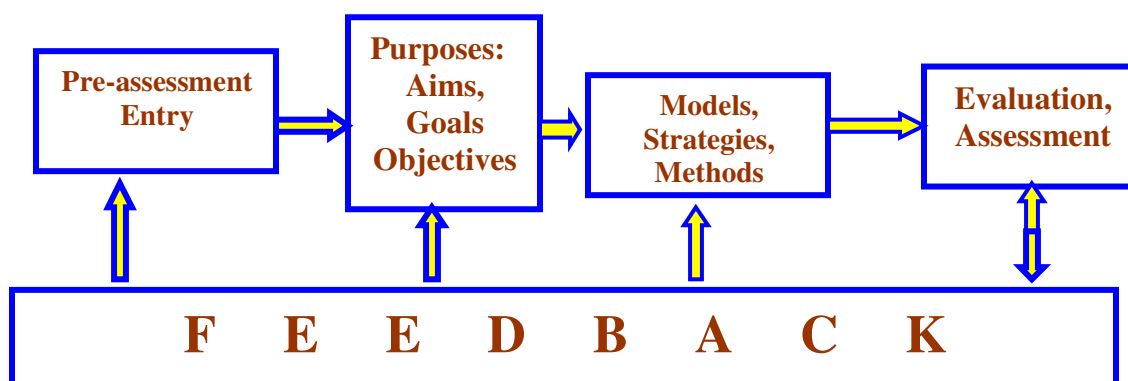 Pre-assessment
Entry
Purposes:
Aims,
Goals
Objectives
Models,
Strategies,
Methods
Evaluation,
Assessment
F E E D B A C K